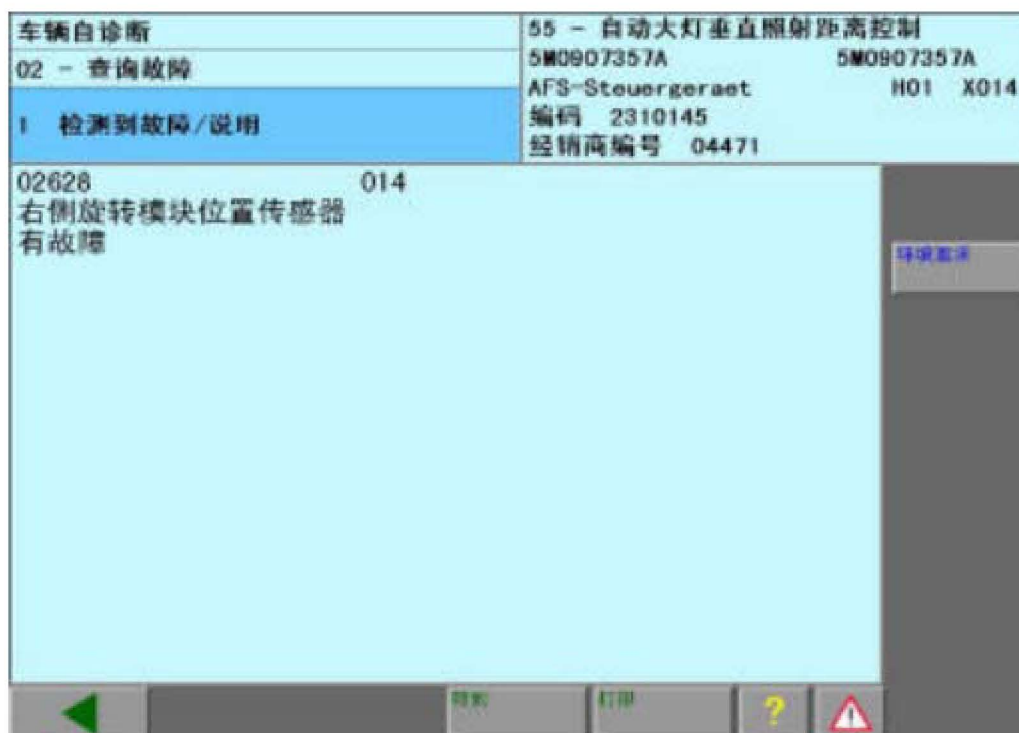 车辆自诊断
02 - 查询故障
1 检测到故障/说明
55 - 自动大灯垂直照射距离控制
5M0907357A 5M0907357A
AFS-Steuergeraet H01 X014
编码 2310145
经销商编号 04471
02628 014
右侧旋转模块位置传感器
有故障
打印
?